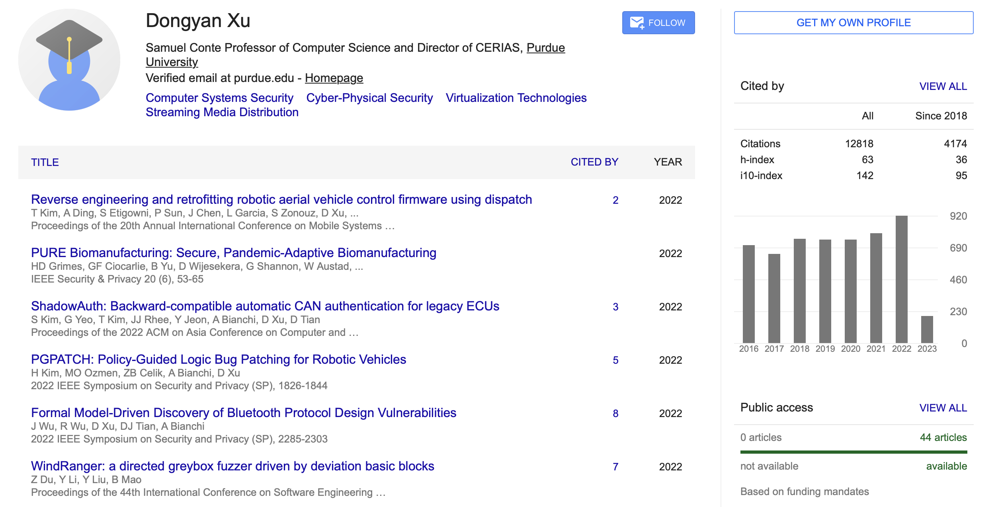 Dongyan Xu
FOLLOW
Samuel Conte Professor of Computer Science and Director of CERIAS, Purdue
University
Verified email at purdue.edu - Homepage
Computer Systems Security Cyber-Physical Security Virtualization Technologies
Streaming Media Distribution
TITLE CITED BY YEAR
Reverse engineering and retrofitting robotic aerial vehicle control firmware using dispatch 2 2022
T Kim, A Ding, S Etigowni, P Sun, J Chen, L Garcia, S Zonouz, D Xu, ...
Proceedings of the 20th Annual International Conference on Mobile Systems …
PURE Biomanufacturing: Secure, Pandemic-Adaptive Biomanufacturing 2022
HD Grimes, GF Ciocarlie, B Yu, D Wijesekera, G Shannon, W Austad, ...
IEEE Security & Privacy 20 (6), 53-65
ShadowAuth: Backward-compatible automatic CAN authentication for legacy ECUs 3 2022
S Kim, G Yeo, T Kim, JJ Rhee, Y Jeon, A Bianchi, D Xu, D Tian
Proceedings of the 2022 ACM on Asia Conference on Computer and …
PGPATCH: Policy-Guided Logic Bug Patching for Robotic Vehicles 5 2022
H Kim, MO Ozmen, ZB Celik, A Bianchi, D Xu
2022 IEEE Symposium on Security and Privacy (SP), 1826-1844
Formal Model-Driven Discovery of Bluetooth Protocol Design Vulnerabilities 8 2022
J Wu, R Wu, D Xu, DJ Tian, A Bianchi
2022 IEEE Symposium on Security and Privacy (SP), 2285-2303
WindRanger: a directed greybox fuzzer driven by deviation basic blocks 7 2022
Z Du, Y Li, Y Liu, B Mao
Proceedings of the 44th International Conference on Software Engineering …
GET MY OWN PROFILE
Cited by VIEW ALL
All Since 2018
Citations 12818 4174
h-index 63 36
i10-index 142 95
920
690
460
230
0
2016 2017 2018 2019 2020 2021 2022 2023
Public access VIEW ALL
0 articles 44 articles
not available available
Based on funding mandates